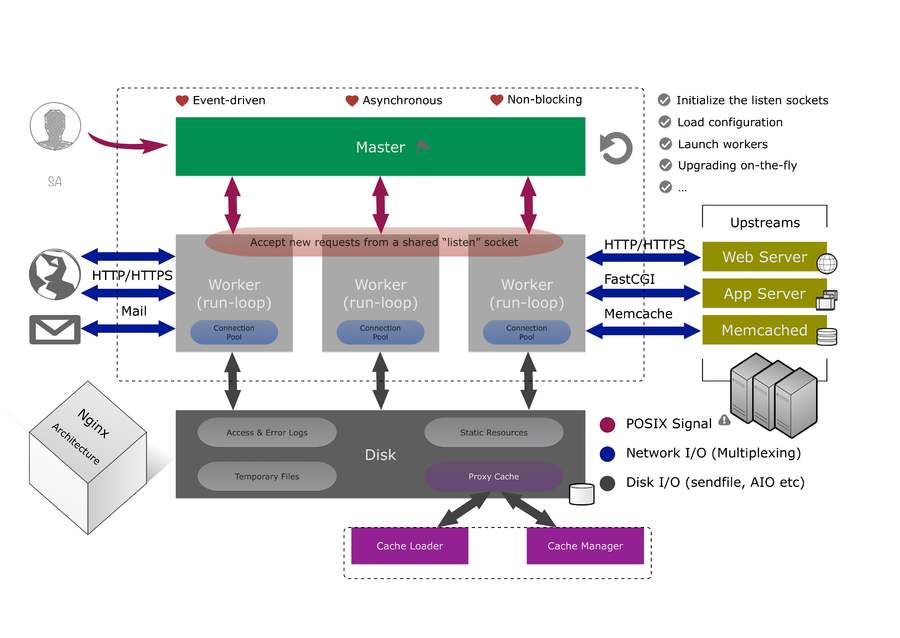 Event-driven
Asynchronous
Non-blocking
Initialize the listen sockets
Load configuration
Launch workers
Upgrading on-the-fly
...
Master
SA
Accept new requests from a shared “listen” socket
Worker
(run-loop)
Connection
Pool
Worker
(run-loop)
Connection
Pool
Worker
(run-loop)
Connection
Pool
HTTP/HTTPS
Mail
HTTP/HTTPS
FastCGI
Memcache
Upstreams
Web Server
App Server
Memcached
Nginx
Architecture
Access & Error Logs
Static Resources
Disk
Temporary Files
Proxy Cache
POSIX Signal
Network I/O (Multiplexing)
Disk I/O (sendfile, AIO etc)
Cache Loader
Cache Manager